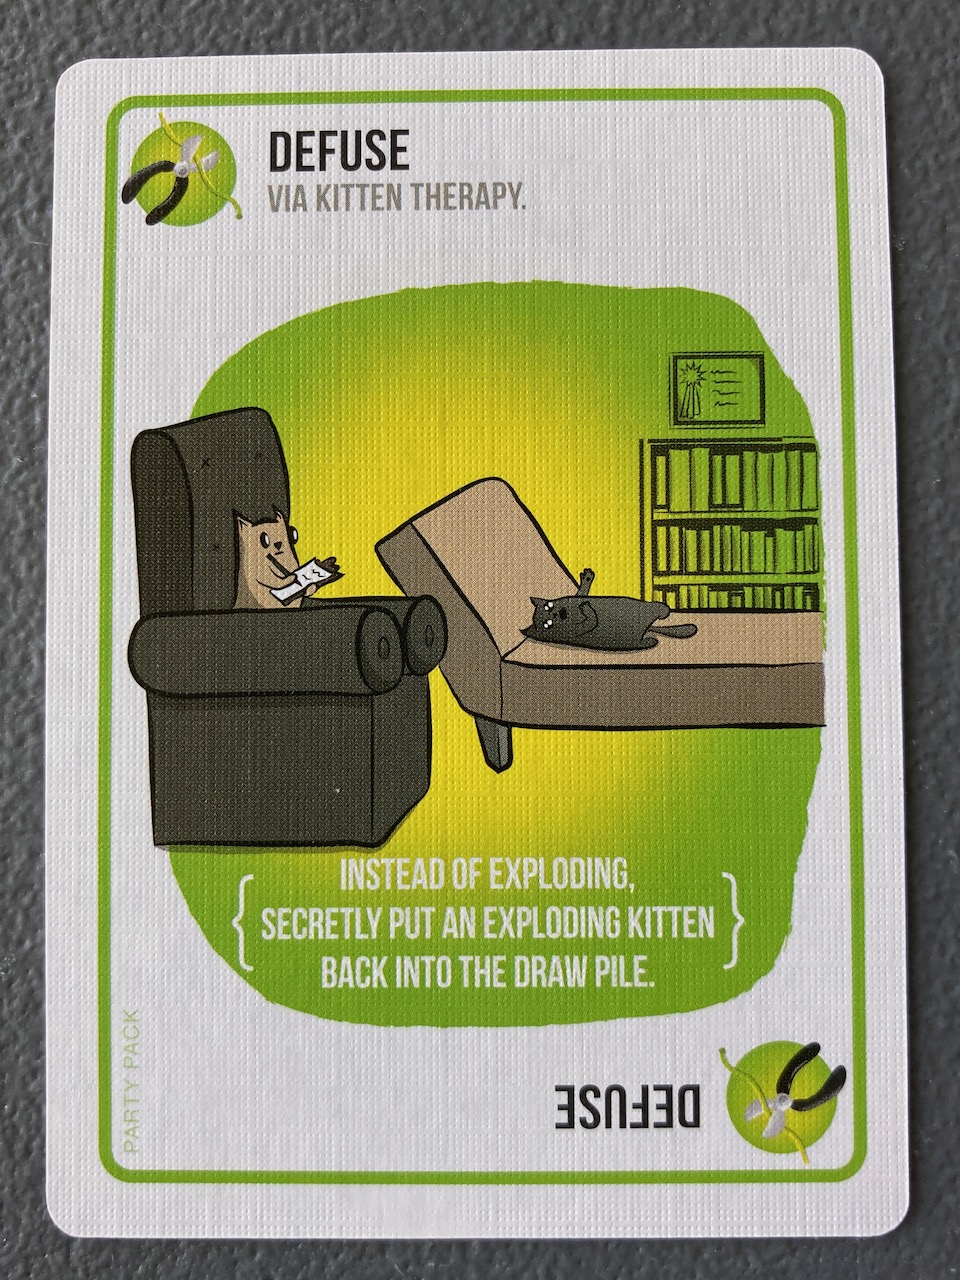 DEFUSE
VIA KITTEN THERAPY.
INSTEAD OF EXPLODING,
SECRETLY PUT AN EXPLODING KITTEN
BACK INTO THE DRAW PILE.
PARTY PACK
DEFUSE